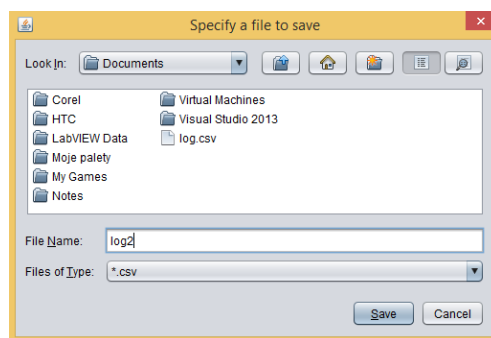 Specify a file to save
Look In: Documents
Corel Virtual Machines
HTC Visual Studio 2013
LabVIEW Data log.csv
Moje palety
My Games
Notes
File Name: log2
Files of Type: *.csv
Save Cancel